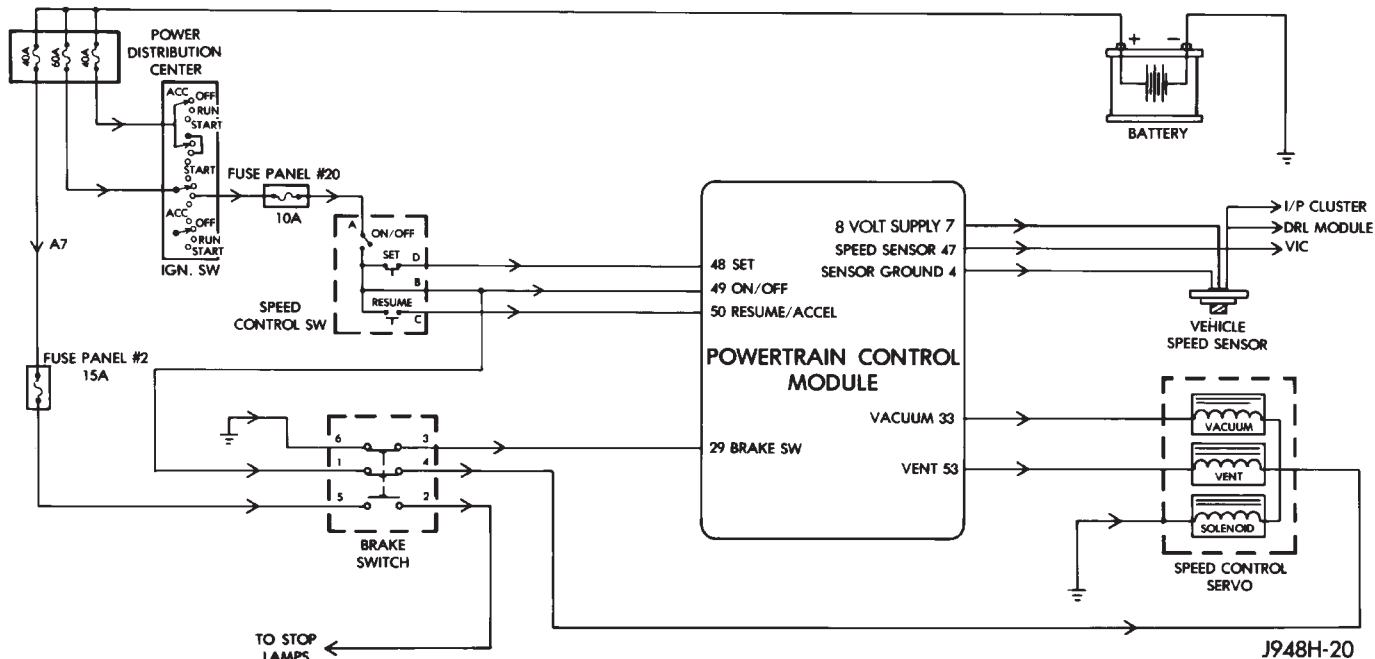 POWER
DISTRIBUTION
CENTER
40A
60A
40A
ACC
OFF
RUN
START
START
ACC
OFF
RUN
START
IGN. SW
FUSE PANEL #20
10A
+
-
BATTERY
A7
FUSE PANEL #2
15A
A
ON/OFF
SET
D
B
RESUME
C
SPEED
CONTROL SW
48 SET
49 ON/OFF
50 RESUME/ACCEL
8 VOLT SUPPLY 7
SPEED SENSOR 47
SENSOR GROUND 4
POWERTRAIN CONTROL
MODULE
VACUUM 33
29 BRAKE SW
VENT 53
I/P CLUSTER
DRL MODULE
VIC
VEHICLE
SPEED SENSOR
6
3
1
4
5
2
BRAKE
SWITCH
VACUUM
VENT
SOLENOID
SPEED CONTROL
SERVO
TO STOP
LAMPS
J948H-20